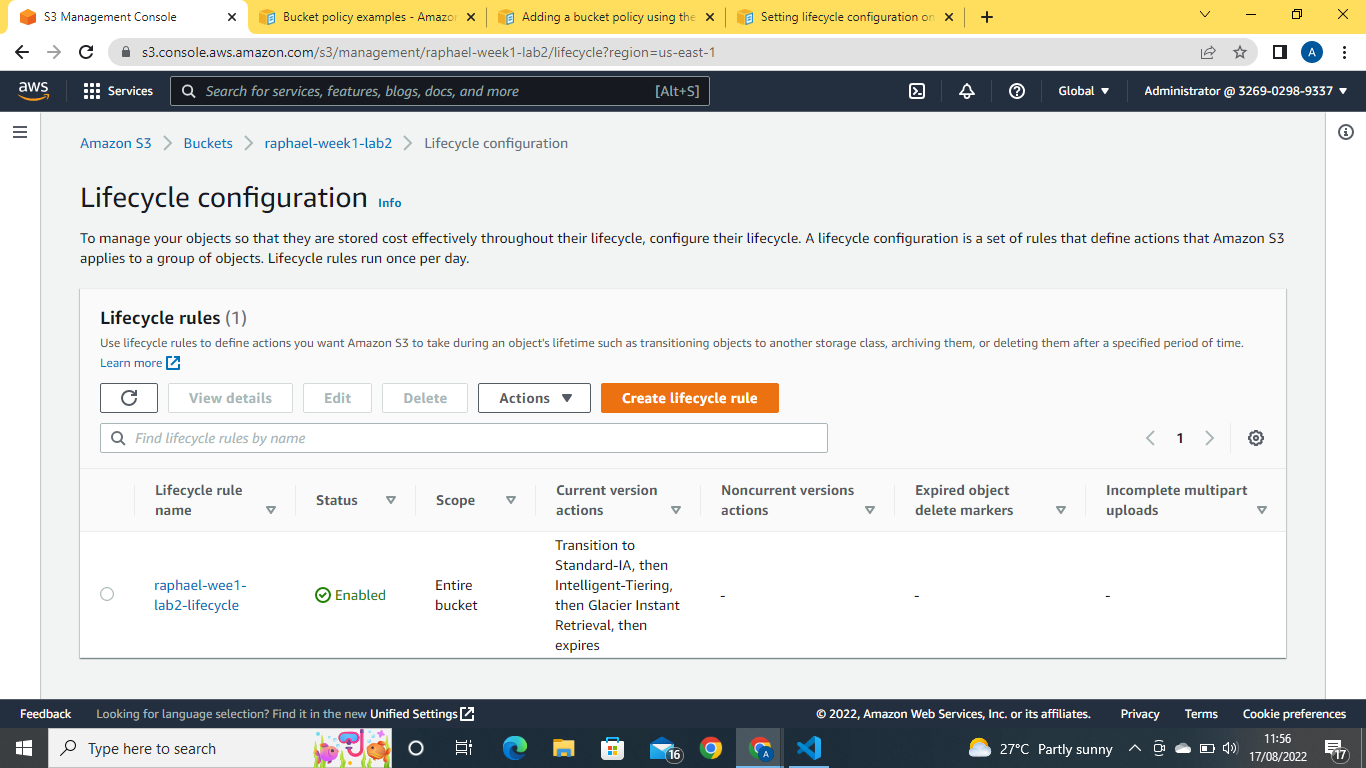 S3 Management Console
Bucket policy examples - Amazon
Adding a bucket policy using the
Setting lifecycle configuration on
s3.console.aws.amazon.com/s3/management/raphael-week1-lab2/lifecycle?region=us-east-1
A
aws
Services
Search for services, features, blogs, docs, and more
[Alt+S]
Global
Administrator @ 3269-0298-9337
Amazon S3
Buckets
raphael-week1-lab2
Lifecycle configuration
Lifecycle configuration Info
To manage your objects so that they are stored cost effectively throughout their lifecycle, configure their lifecycle. A lifecycle configuration is a set of rules that define actions that Amazon S3
applies to a group of objects. Lifecycle rules run once per day.
Lifecycle rules (1)
Use lifecycle rules to define actions you want Amazon S3 to take during an object's lifetime such as transitioning objects to another storage class, archiving them, or deleting them after a specified period of time.
Learn more
View details
Edit
Delete
Actions
Create lifecycle rule
Find lifecycle rules by name
1
Lifecycle rule
name
Status
Scope
Current version
actions
Noncurrent versions
actions
Expired object
delete markers
Incomplete multipart
uploads
raphael-wee1-
lab2-lifecycle
Enabled
Entire
bucket
Transition to
Standard-IA, then
Intelligent-Tiering,
then Glacier Instant
Retrieval, then
expires
-
-
-
Feedback
Looking for language selection? Find it in the new Unified Settings
© 2022, Amazon Web Services, Inc. or its affiliates.
Privacy
Terms
Cookie preferences
Type here to search
16
A
27°C Partly sunny
11:56
17/08/2022
17